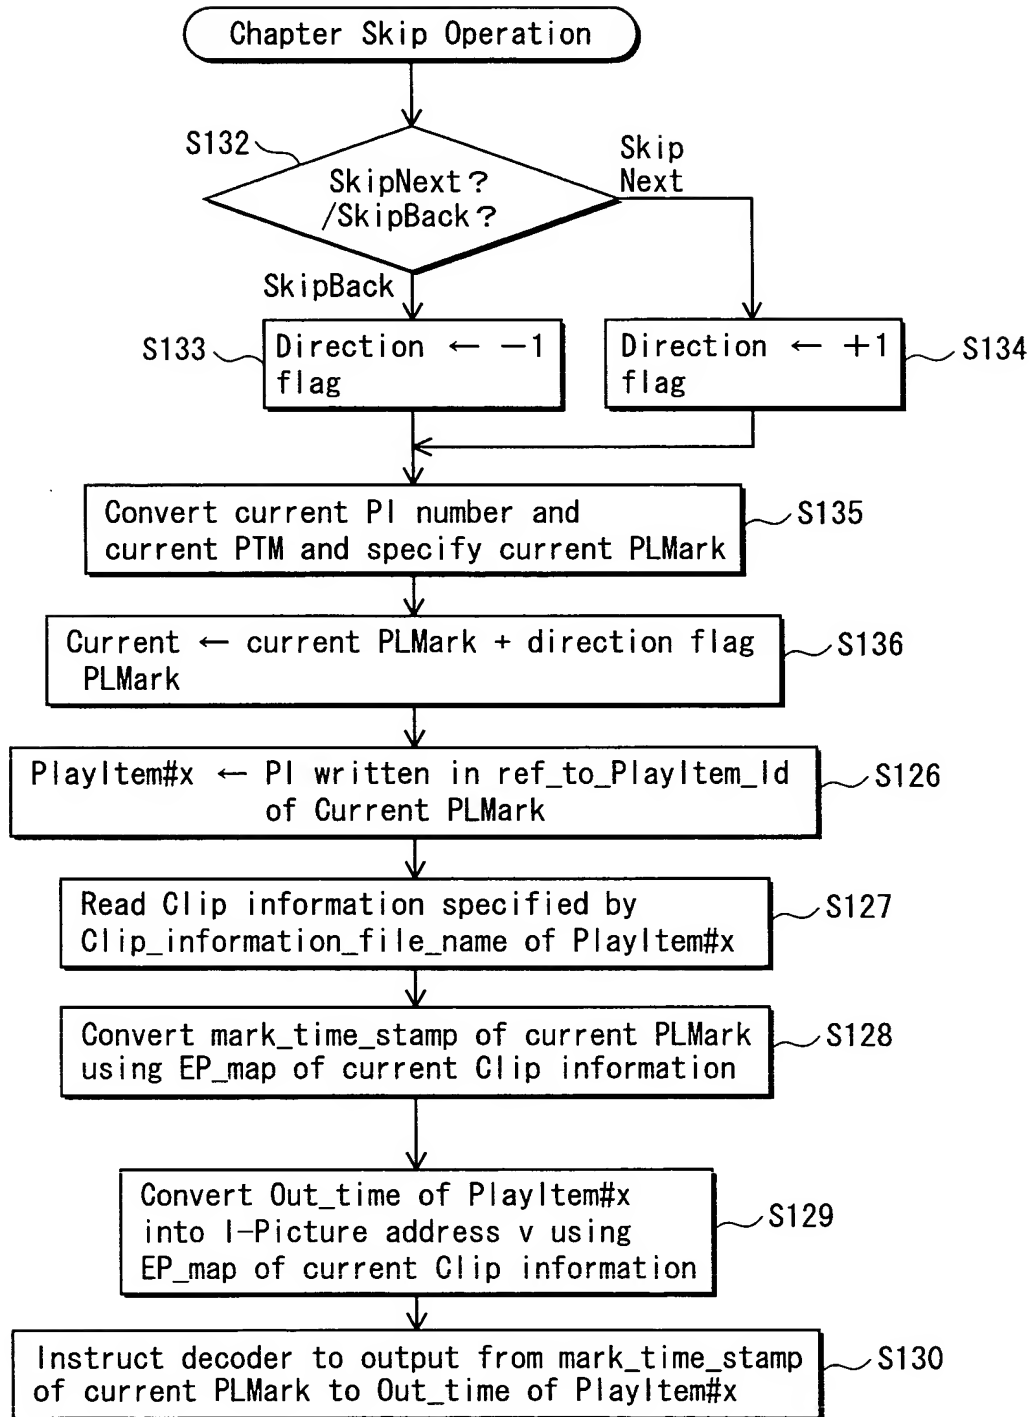 Chapter Skip Operation
S132
SkipNext?
/SkipBack?
Skip
Next
SkipBack
S133
Direction ← −1
flag
Direction ← +1
flag
S134
Convert current PI number and
current PTM and specify current PLMark
S135
Current ← current PLMark + direction flag
PLMark
S136
PlayItem#x ← PI written in ref_to_PlayItem_Id
of Current PLMark
S126
Read Clip information specified by
Clip_information_file_name of PlayItem#x
S127
Convert mark_time_stamp of current PLMark
using EP_map of current Clip information
S128
Convert Out_time of PlayItem#x
into I-Picture address v using
EP_map of current Clip information
S129
Instruct decoder to output from mark_time_stamp
of current PLMark to Out_time of PlayItem#x
S130